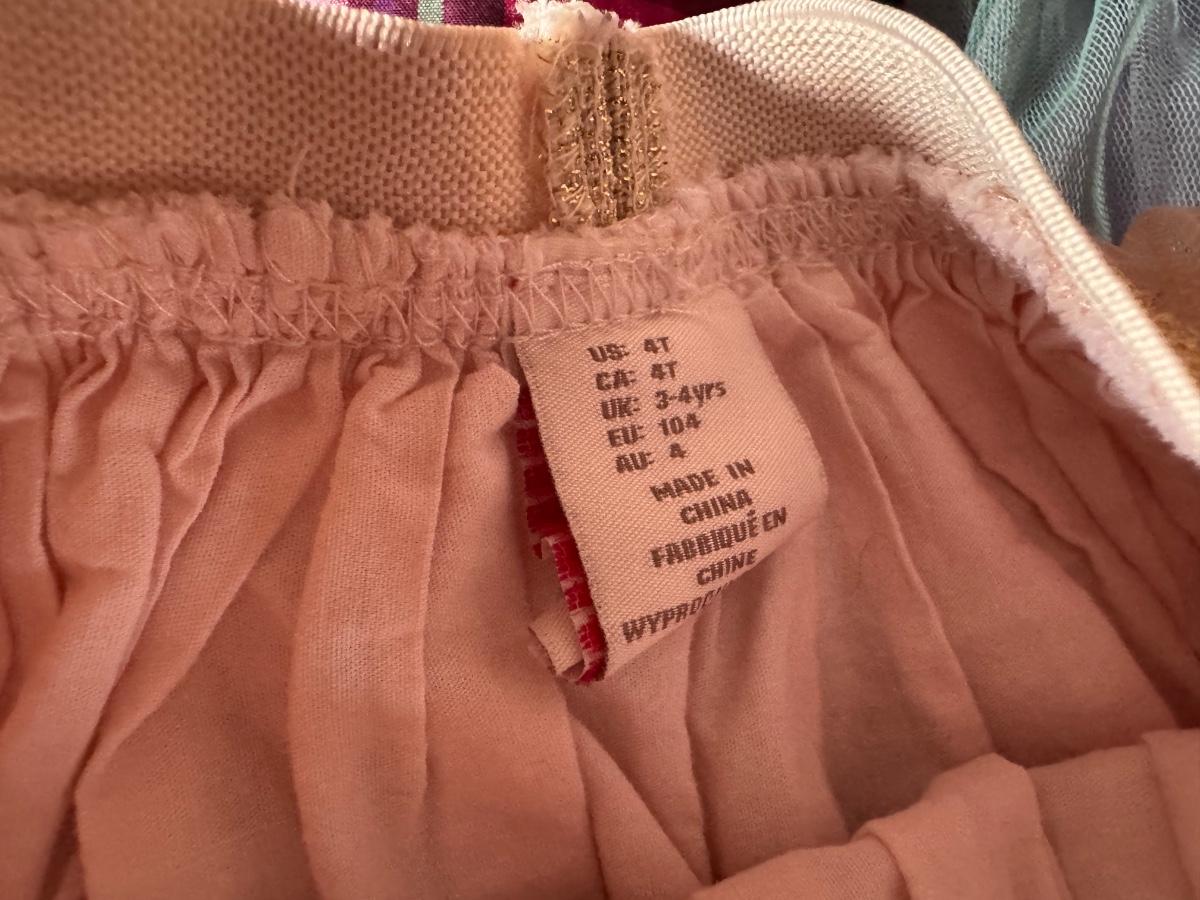 US: 4T
CA: 4T
UK: 3-4yrs
EU: 104
AU: 4
MADE IN
CHINA
FABRIQUÉ EN
CHINE